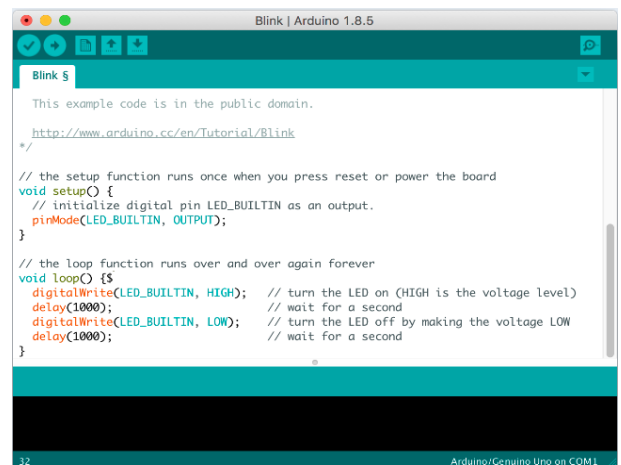 Blink | Arduino 1.8.5
Blink §
This example code is in the public domain.
http://www.arduino.cc/en/Tutorial/Blink
*/
// the setup function runs once when you press reset or power the board
void setup() {
// initialize digital pin LED_BUILTIN as an output.
pinMode(LED_BUILTIN, OUTPUT);
}
// the loop function runs over and over again forever
void loop() {$
digitalWrite(LED_BUILTIN, HIGH);   // turn the LED on (HIGH is the voltage level)
delay(1000);                       // wait for a second
digitalWrite(LED_BUILTIN, LOW);    // turn the LED off by making the voltage LOW
delay(1000);                       // wait for a second
}
32 Arduino/Genuino Uno on COM1